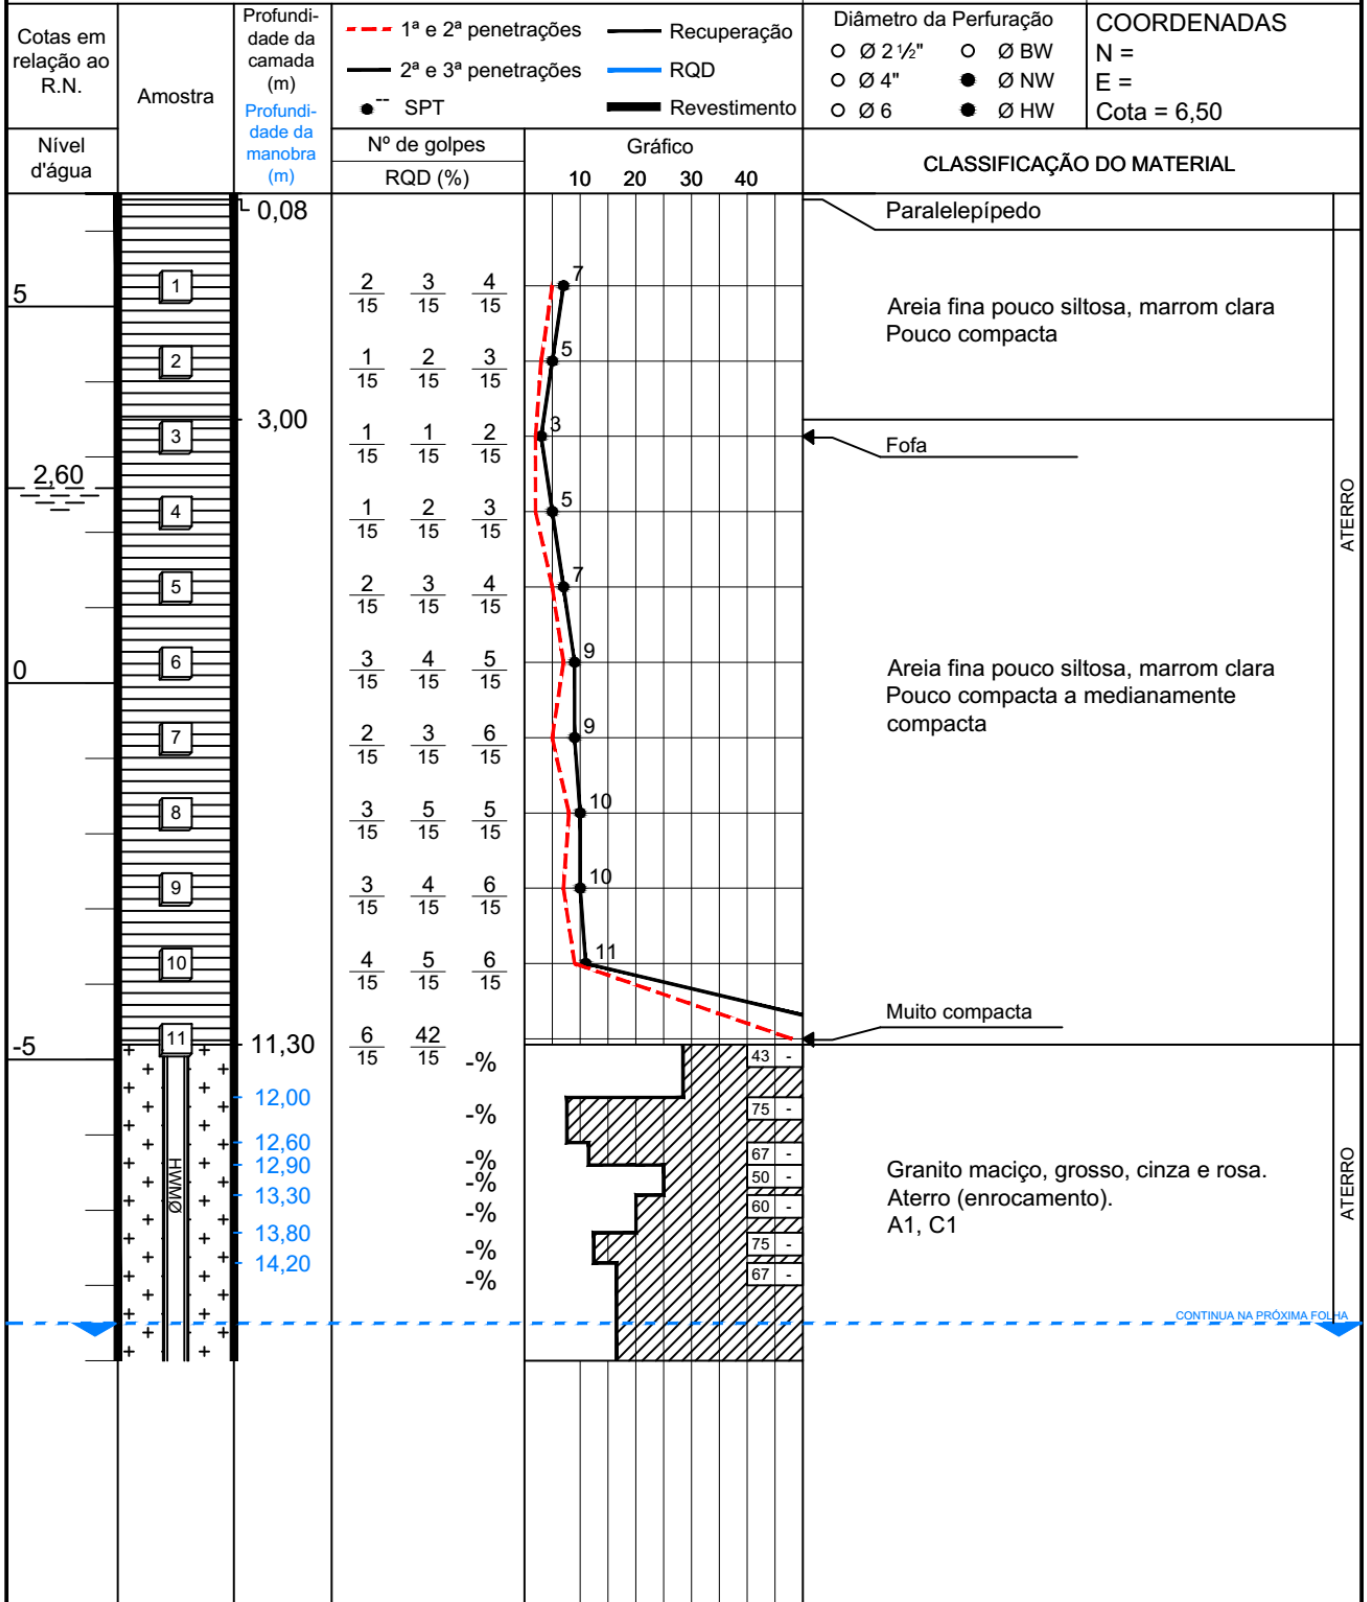 Cotas em
relação ao
R.N.
Amostra
Profundi-
dade da
camada
(m)
Profundi-
dade da
manobra
(m)
1ª e 2ª penetrações
Recuperação
2ª e 3ª penetrações
RQD
SPT
Revestimento
Diâmetro da Perfuração
Ø 2 ½"
Ø BW
Ø 4"
Ø NW
Ø 6
Ø HW
COORDENADAS
N =
E =
Cota = 6,50
Nível
d'água
Nº de golpes
RQD (%)
Gráfico
10 20 30 40
CLASSIFICAÇÃO DO MATERIAL
0,08
Paralelepípedo
1
2/15 3/15 4/15
7
5
Areia fina pouco siltosa, marrom clara
Pouco compacta
2
1/15 2/15 3/15
5
3,00
3
1/15 1/15 2/15
3
Fofa
2,60
4
1/15 2/15 3/15
5
ATERRO
5
2/15 3/15 4/15
7
6
3/15 4/15 5/15
9
0
Areia fina pouco siltosa, marrom clara
Pouco compacta a medianamente
compacta
7
2/15 3/15 6/15
9
8
3/15 5/15 5/15
10
9
3/15 4/15 6/15
10
10
4/15 5/15 6/15
11
Muito compacta
11
-5
11,30
6/15 42/15 -%
43 -
12,00
-%
75 -
12,60
-%
67 -
12,90
-%
50 -
13,30
-%
60 -
13,80
-%
75 -
14,20
-%
67 -
HWMØ
Granito maciço, grosso, cinza e rosa.
Aterro (enrocamento).
A1, C1
ATERRO
CONTINUA NA PRÓXIMA FOLHA